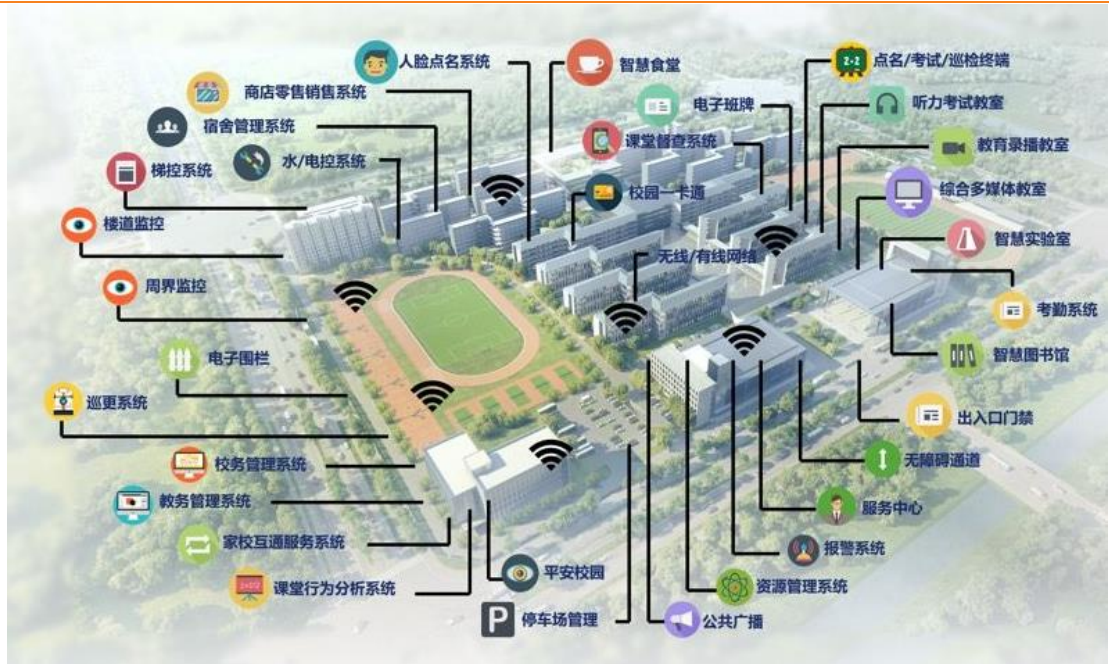 人脸点名系统
智慧食堂
点名/考试/巡检终端
商店零售销售系统
电子班牌
听力考试教室
宿舍管理系统
课堂督查系统
教育录播教室
水/电控系统
梯控系统
校园一卡通
综合多媒体教室
楼道监控
智慧实验室
无线/有线网络
周界监控
考勤系统
电子围栏
智慧图书馆
巡更系统
出入口门禁
校务管理系统
无障碍通道
教务管理系统
服务中心
家校互通服务系统
报警系统
平安校园
课堂行为分析系统
资源管理系统
P
停车场管理
公共广播